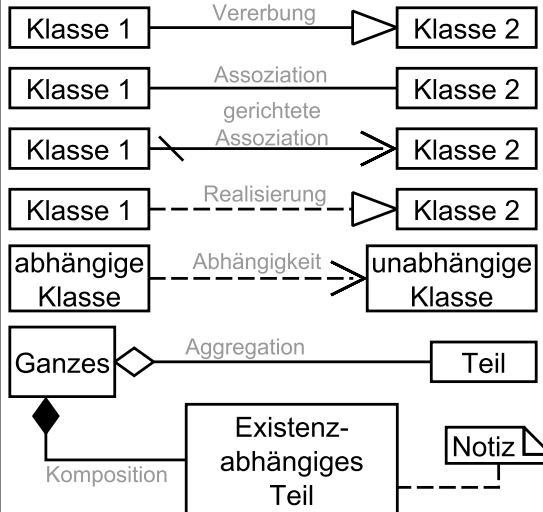 Vererbung
Klasse 1
Klasse 2
Assoziation
Klasse 1
Klasse 2
gerichtete
Assoziation
Klasse 1
Klasse 2
Realisierung
Klasse 1
Klasse 2
abhängige
Klasse
Abhängigkeit
unabhängige
Klasse
Ganzes
Aggregation
Teil
Komposition
Existenz-
abhängiges
Teil
Notiz